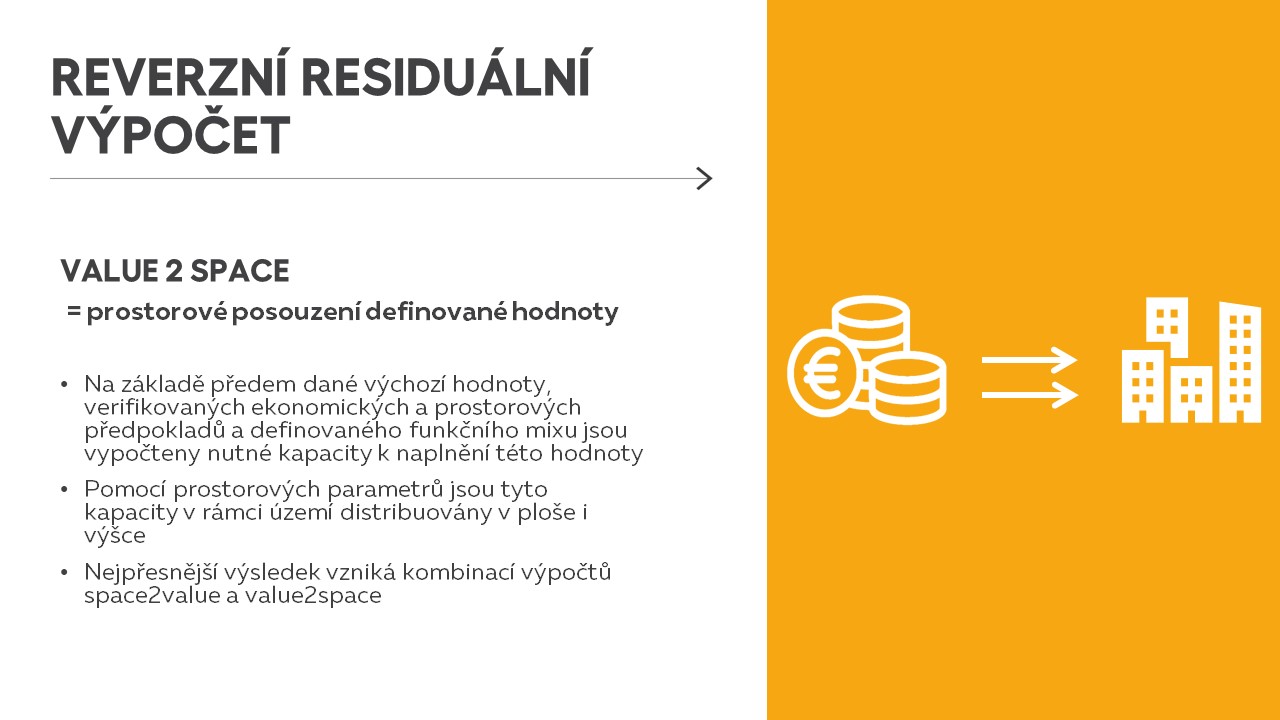 REVERZNÍ RESIDUÁLNÍ
VÝPOČET
VALUE 2 SPACE
= prostorové posouzení definované hodnoty
• Na základě předem dané výchozí hodnoty,
verifikovaných ekonomických a prostorových
předpokladů a definovaného funkčního mixu jsou
vypočteny nutné kapacity k naplnění této hodnoty
• Pomocí prostorových parametrů jsou tyto
kapacity v rámci území distribuovány v ploše i
výšce
• Nejpřesnější výsledek vzniká kombinací výpočtů
space2value a value2space
€